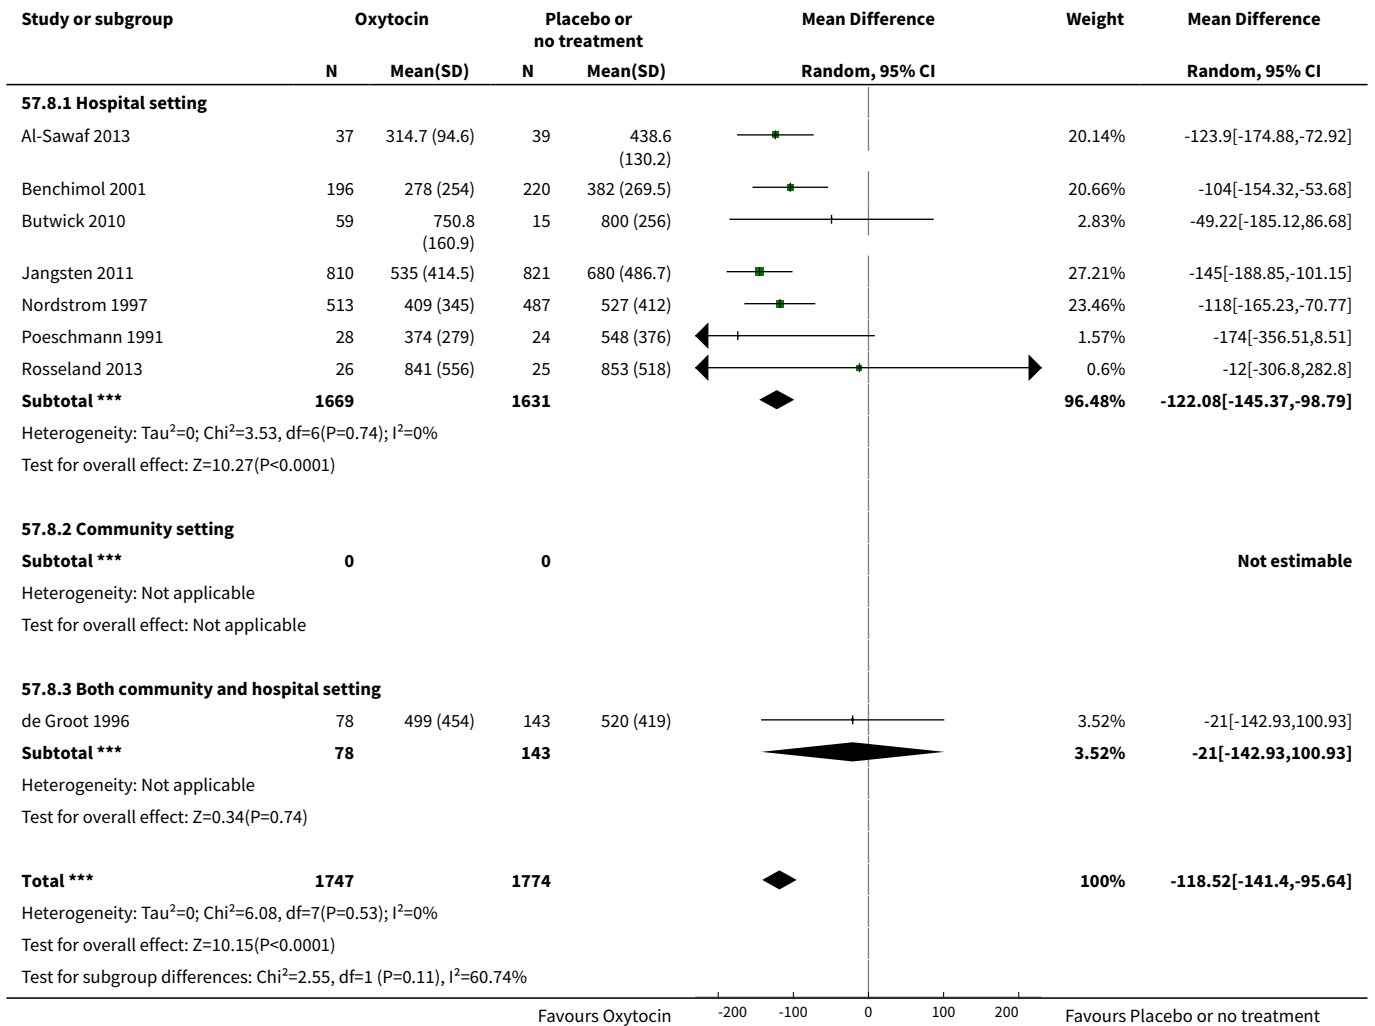 Study or subgroup Oxytocin Placebo or no treatment Mean Difference Weight Mean Difference
N Mean(SD) N Mean(SD) Random, 95% CI Random, 95% CI
57.8.1 Hospital setting
Al-Sawaf 2013 37 314.7 (94.6) 39 438.6 (130.2) 20.14% -123.9[-174.88,-72.92]
Benchimol 2001 196 278 (254) 220 382 (269.5) 20.66% -104[-154.32,-53.68]
Butwick 2010 59 750.8 (160.9) 15 800 (256) 2.83% -49.22[-185.12,86.68]
Jangsten 2011 810 535 (414.5) 821 680 (486.7) 27.21% -145[-188.85,-101.15]
Nordstrom 1997 513 409 (345) 487 527 (412) 23.46% -118[-165.23,-70.77]
Poeschmann 1991 28 374 (279) 24 548 (376) 1.57% -174[-356.51,8.51]
Rosseland 2013 26 841 (556) 25 853 (518) 0.6% -12[-306.8,282.8]
Subtotal *** 1669 1631 96.48% -122.08[-145.37,-98.79]
Heterogeneity: Tau²=0; Chi²=3.53, df=6(P=0.74); I²=0%
Test for overall effect: Z=10.27(P<0.0001)
57.8.2 Community setting
Subtotal *** 0 0 Not estimable
Heterogeneity: Not applicable
Test for overall effect: Not applicable
57.8.3 Both community and hospital setting
de Groot 1996 78 499 (454) 143 520 (419) 3.52% -21[-142.93,100.93]
Subtotal *** 78 143 3.52% -21[-142.93,100.93]
Heterogeneity: Not applicable
Test for overall effect: Z=0.34(P=0.74)
Total *** 1747 1774 100% -118.52[-141.4,-95.64]
Heterogeneity: Tau²=0; Chi²=6.08, df=7(P=0.53); I²=0%
Test for overall effect: Z=10.15(P<0.0001)
Test for subgroup differences: Chi²=2.55, df=1 (P=0.11), I²=60.74%
Favours Oxytocin -200 -100 0 100 200 Favours Placebo or no treatment